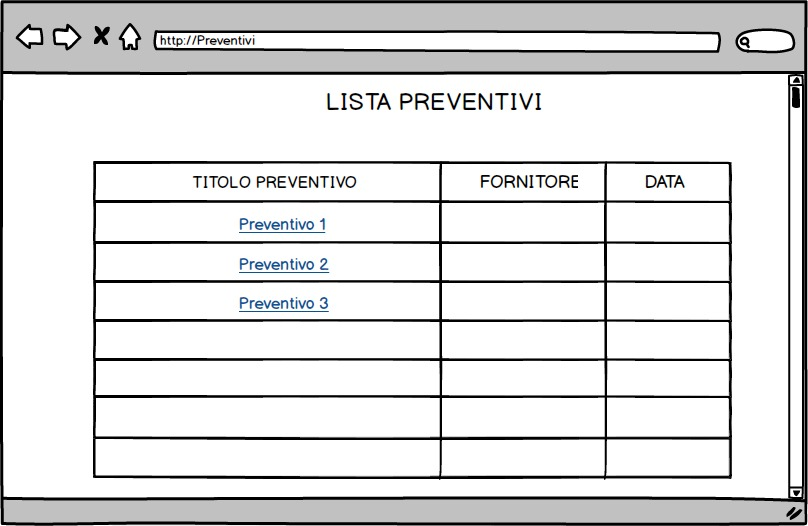 http://Preventivi
LISTA PREVENTIVI
TITOLO PREVENTIVO FORNITORE DATA
Preventivo 1
Preventivo 2
Preventivo 3